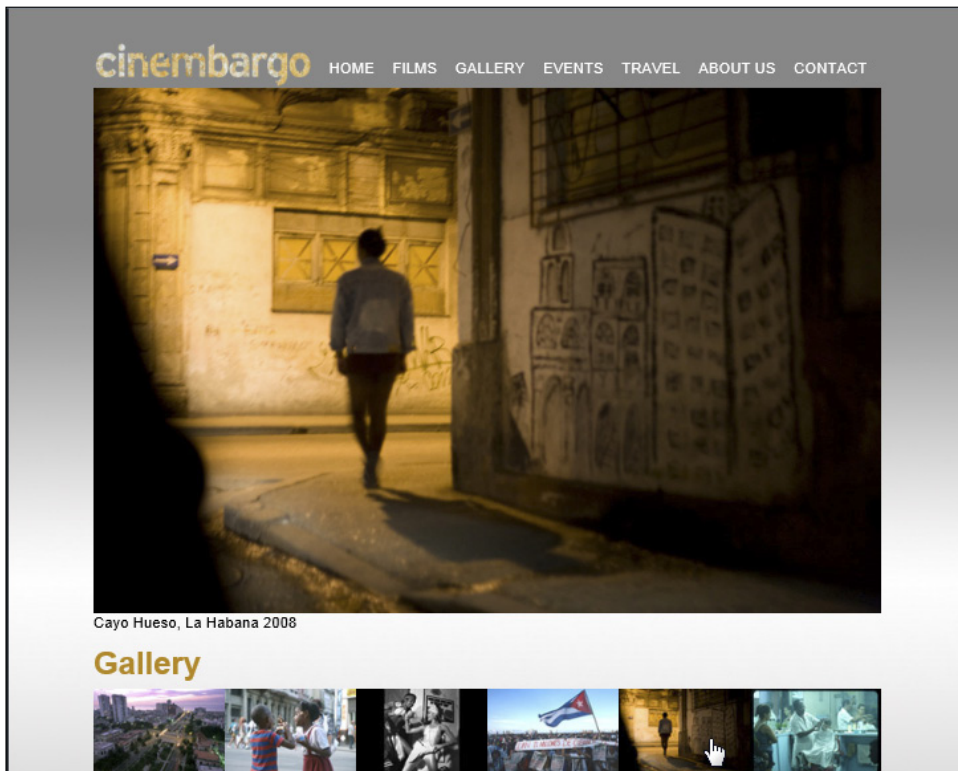 cinembargo HOME FILMS GALLERY EVENTS TRAVEL ABOUT US CONTACT
Cayo Hueso, La Habana 2008
Gallery